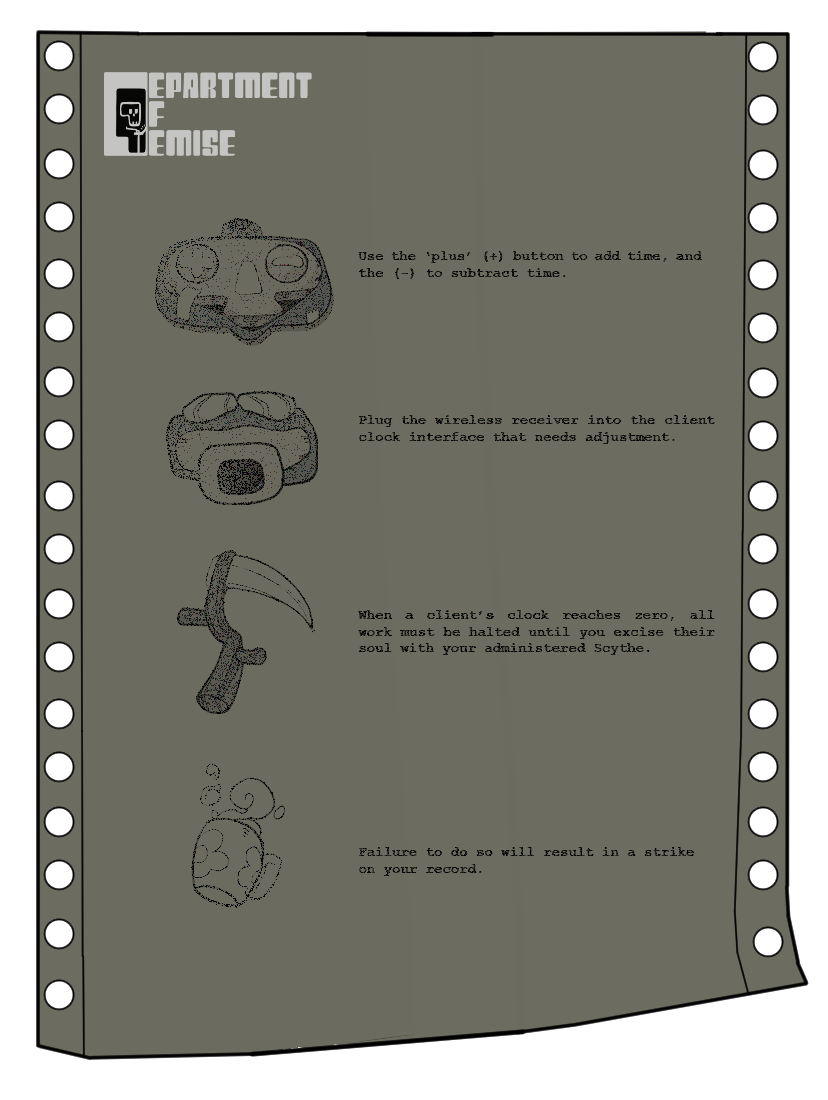 DEPARTMENT
OF
DEMISE
Use the ‘plus’ (+) button to add time, and
the (-) to subtract time.
Plug the wireless receiver into the client
clock interface that needs adjustment.
When a client’s clock reaches zero, all
work must be halted until you excise their
soul with your administered Scythe.
Failure to do so will result in a strike
on your record.